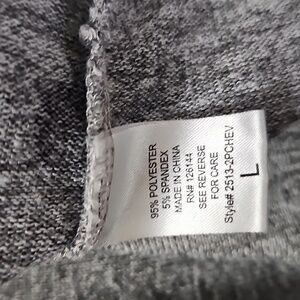 95% POLYESTER
5% SPANDEX
MADE IN CHINA
RN# 126144
SEE REVERSE
FOR CARE
Style# 2513-2PCHEV
L